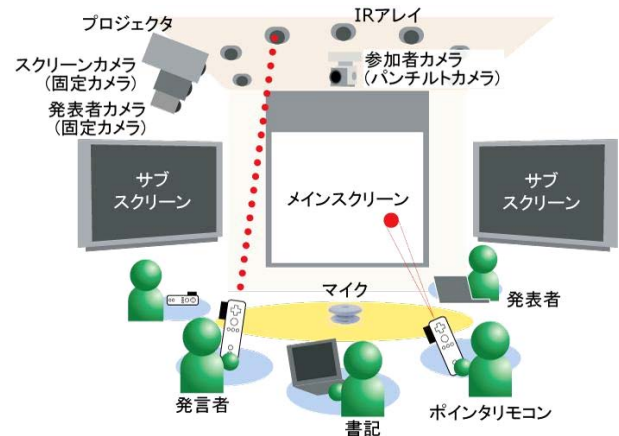 プロジェクタ
IRアレイ
スクリーンカメラ
(固定カメラ)
参加者カメラ
(パンチルトカメラ)
発表者カメラ
(固定カメラ)
サブ
スクリーン
メインスクリーン
サブ
スクリーン
マイク
発表者
発言者
書記
ポインタリモコン